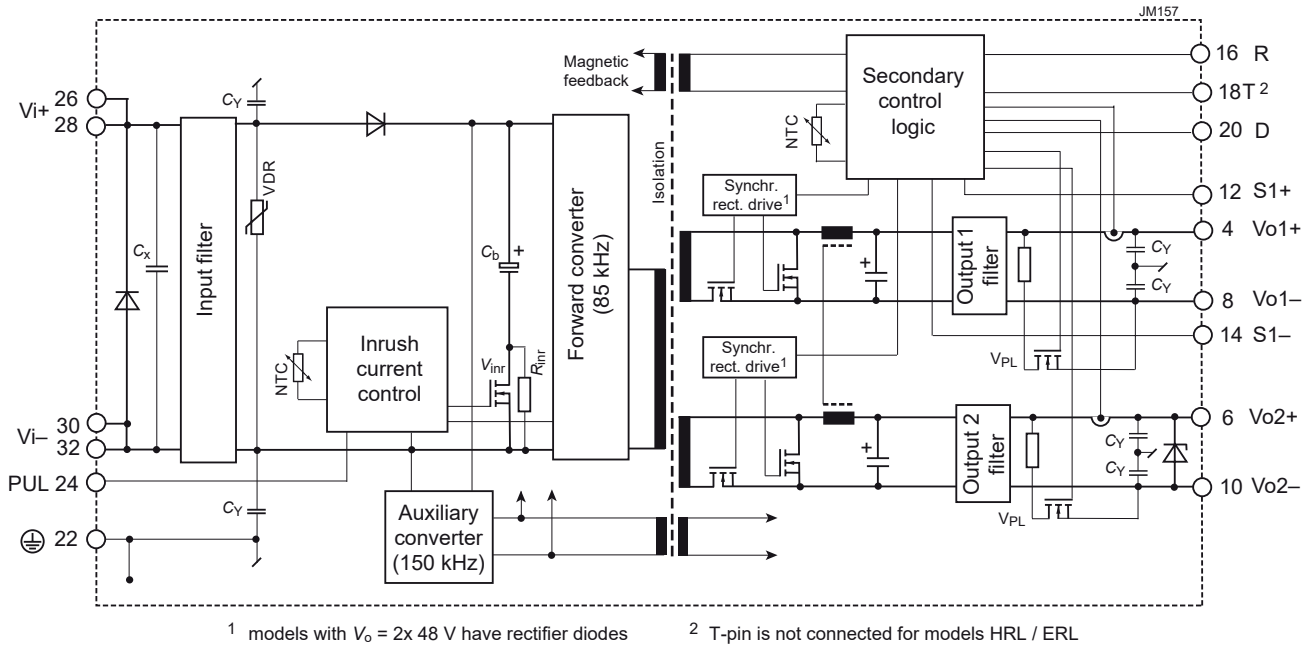 JM157
Magnetic
feedback
Secondary
control
logic
NTC
16 R
18T 2
20 D
12 S1+
4 Vo1+
8 Vo1–
14 S1–
6 Vo2+
10 Vo2–
Vi+
26
28
Vi–
30
32
PUL 24
22
CY
VDR
Cx
Input filter
Cb
+
Inrush
current
control
NTC
Vinr
Rinr
Forward converter
(85 kHz)
Isolation
CY
Auxiliary
converter
(150 kHz)
Synchr.
rect. drive1
+
Output 1
filter
CY
CY
VPL
Synchr.
rect. drive1
+
Output 2
filter
CY
CY
VPL
1 models with Vo = 2x 48 V have rectifier diodes
2 T-pin is not connected for models HRL / ERL